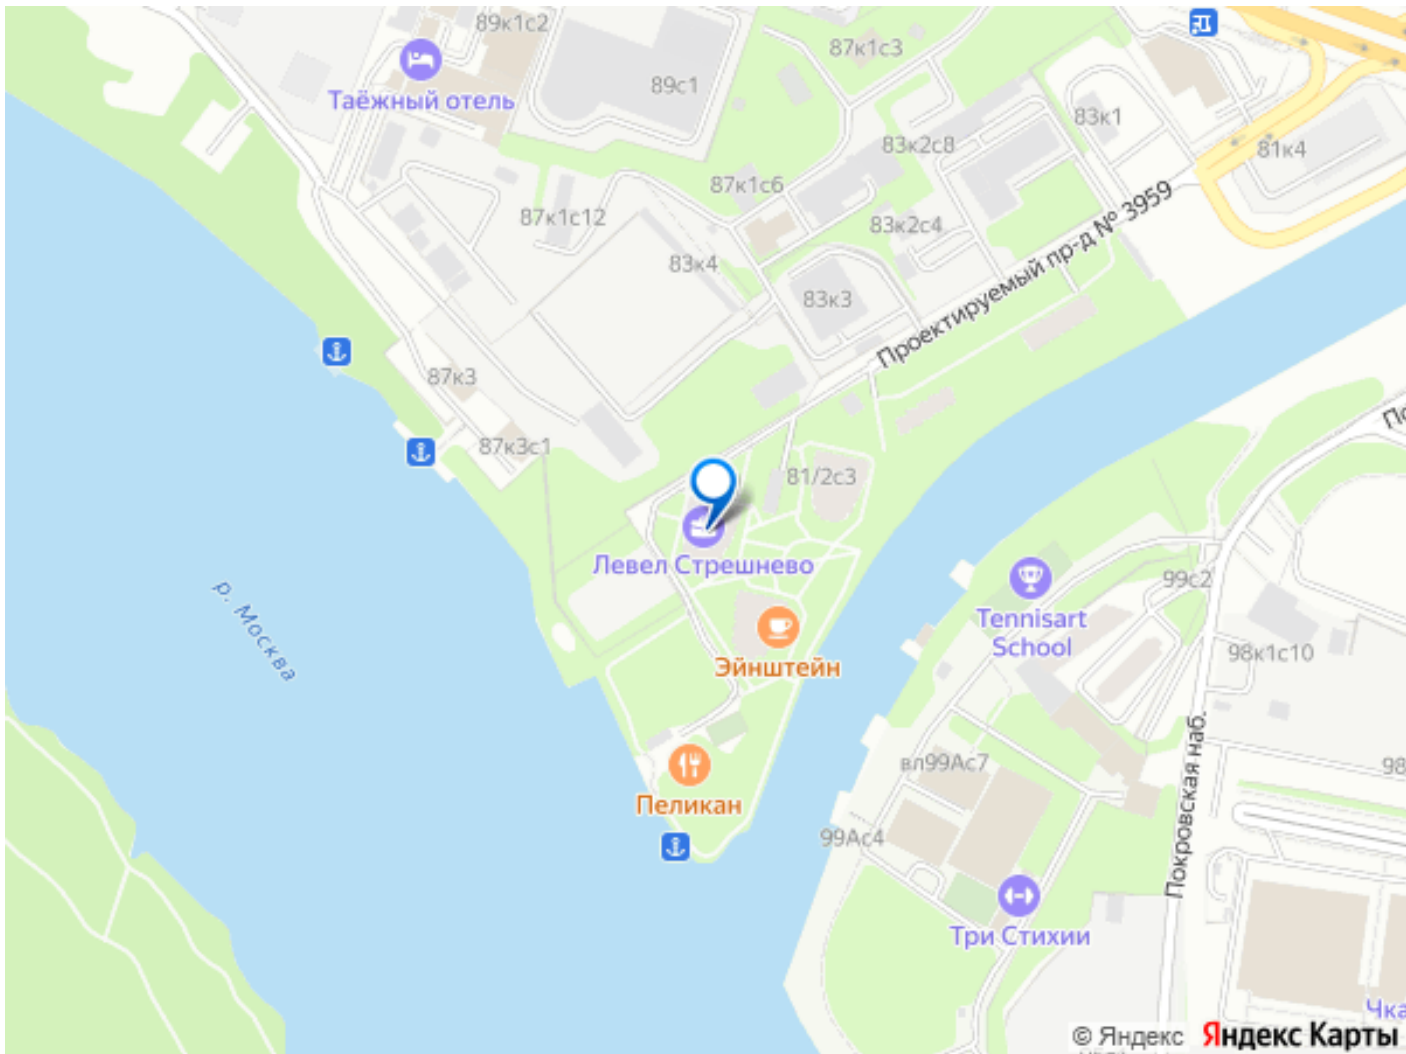 89к1с2
87к1с3
89с1
Таёжный отель
83к1
83к2с8
81к4
87к1с6
87к1с12
83к2с4
Проектируемый пр-д № 3959
83к4
83к3
87к3
87к3с1
81/2с3
Левел Стрешнево
99с2
Tennisart
School
р. Москва
98к1с10
Эйнштейн
Покровская наб.
вл99Ас7
98
Пеликан
99Ас4
Три Стихии
Чка
© Яндекс Яндекс Карты